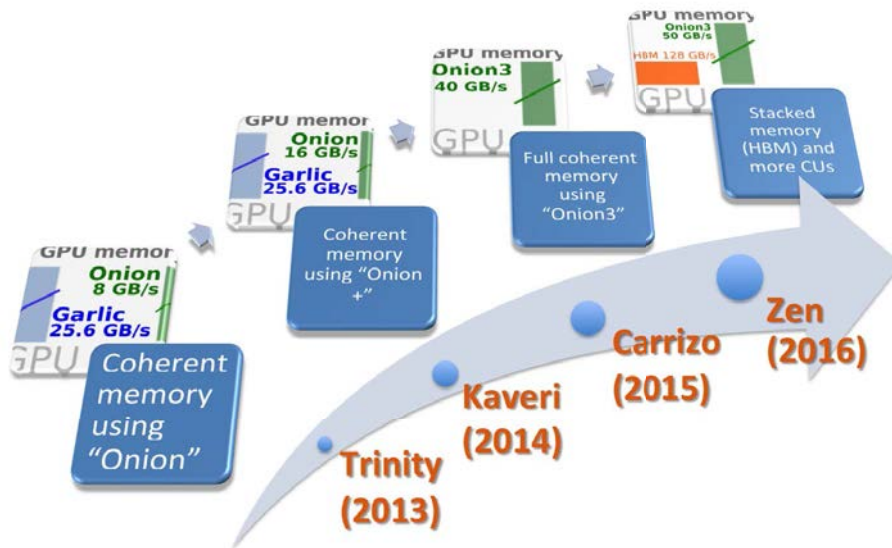 GPU memory
Onion
8 GB/s
Garlic
25.6 GB/s
GPU
Coherent
memory
using
“Onion”
GPU memor
Onion
16 GB/s
Garlic
25.6 GB/s
GPU
Coherent
memory
using “Onion
+”
GPU memory
Onion3
40 GB/s
GPU
Full coherent
memory
using
“Onion3”
GPU memory
Onion3
50 GB/s
HBM 128 GB/s
GPU
Stacked
memory
(HBM) and
more CUs
Trinity
(2013)
Kaveri
(2014)
Carrizo
(2015)
Zen
(2016)